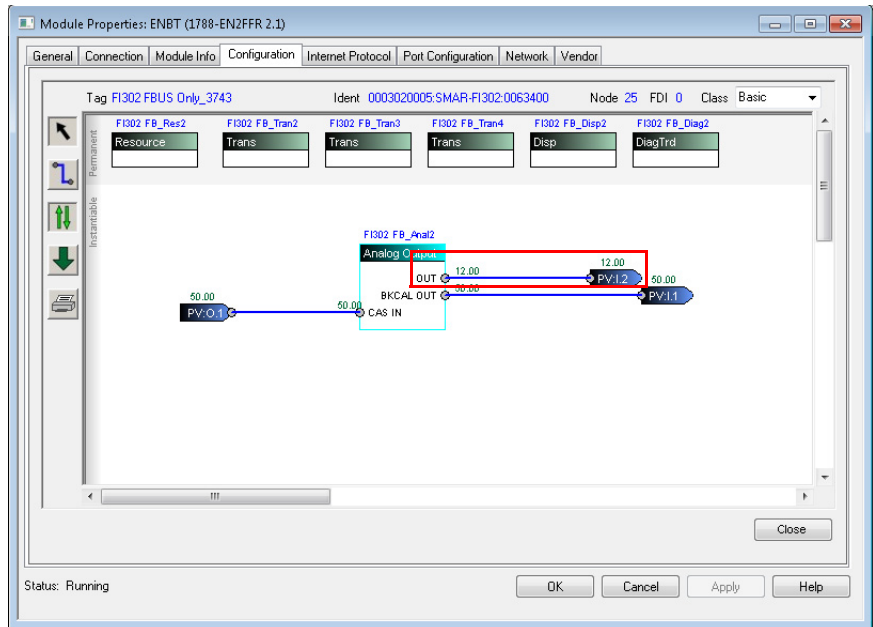 Module Properties: ENBT (1788-EN2FFR 2.1)
General Connection Module Info Configuration Internet Protocol Port Configuration Network Vendor
Tag FI302 FBUS Only_3743 Ident 0003020005:SMAR-FI302:0063400 Node 25 FDI 0 Class Basic
Permanent
FI302 FB_Res2 FI302 FB_Tran2 FI302 FB_Tran3 FI302 FB_Tran4 FI302 FB_Disp2 FI302 FB_Diag2
Resource Trans Trans Trans Disp DiagTrd
Instantiable
FI302 FB_Anal2
Analog Output
OUT 12.00 12.00 PV:I.2
BKCAL OUT 50.00 50.00 PV:I.1
50.00 PV:O.1 50.00 CAS IN
Close
Status: Running
OK Cancel Apply Help